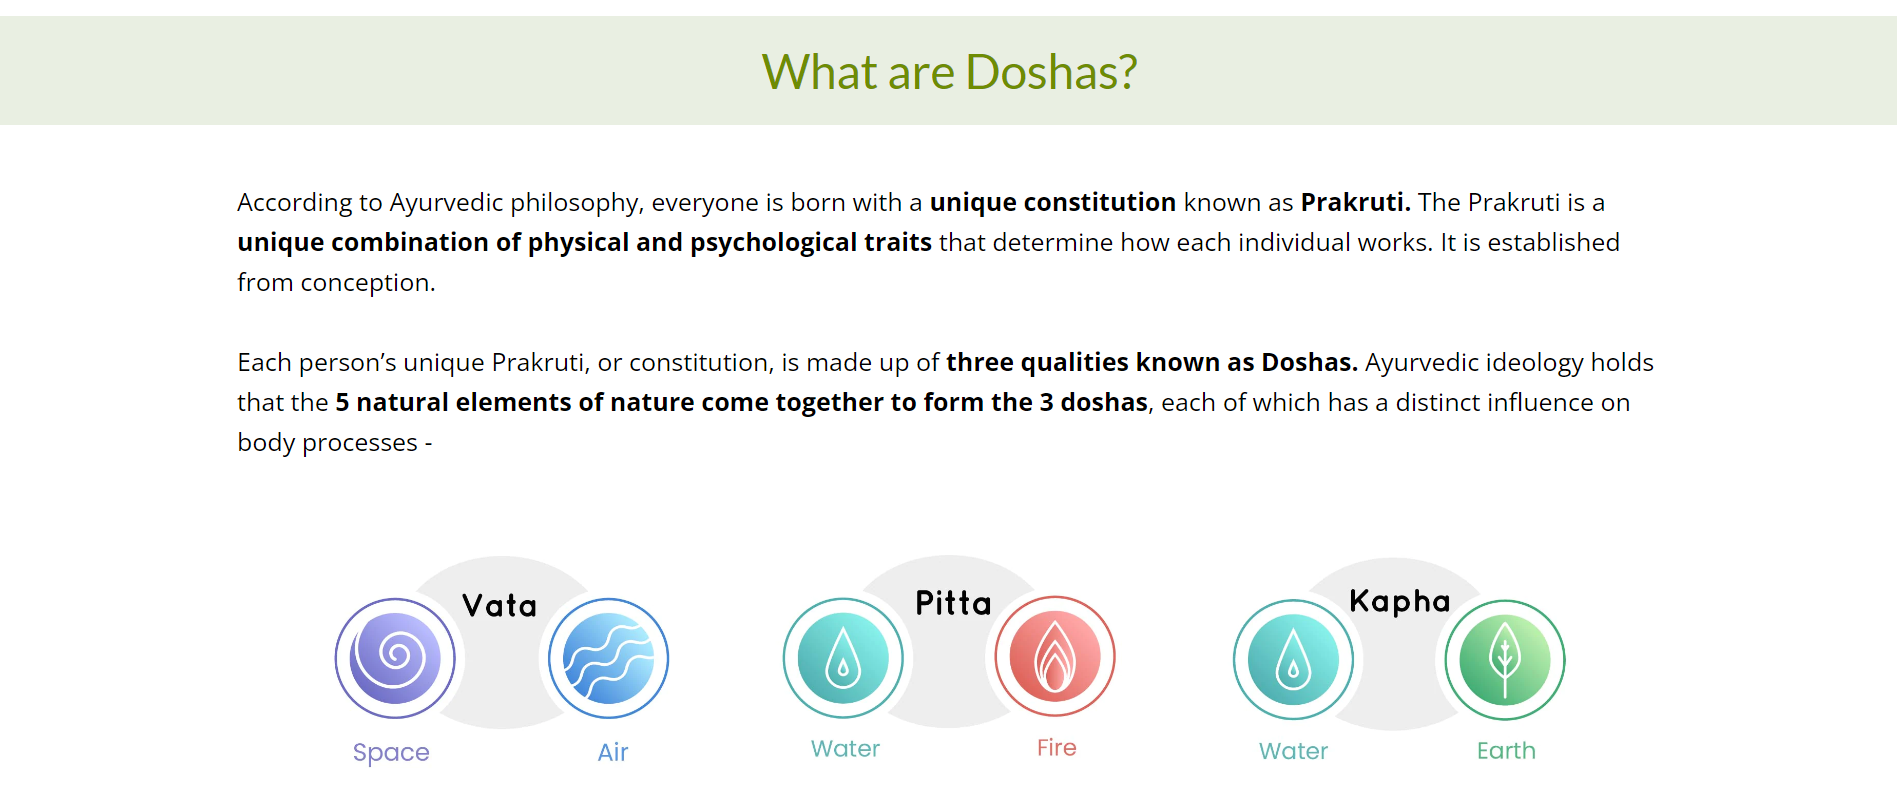 What are Doshas?
According to Ayurvedic philosophy, everyone is born with a unique constitution known as Prakruti. The Prakruti is a
unique combination of physical and psychological traits that determine how each individual works. It is established
from conception.
Each person’s unique Prakruti, or constitution, is made up of three qualities known as Doshas. Ayurvedic ideology holds
that the 5 natural elements of nature come together to form the 3 doshas, each of which has a distinct influence on
body processes -
Vata
Space
Air
Pitta
Water
Fire
Kapha
Water
Earth